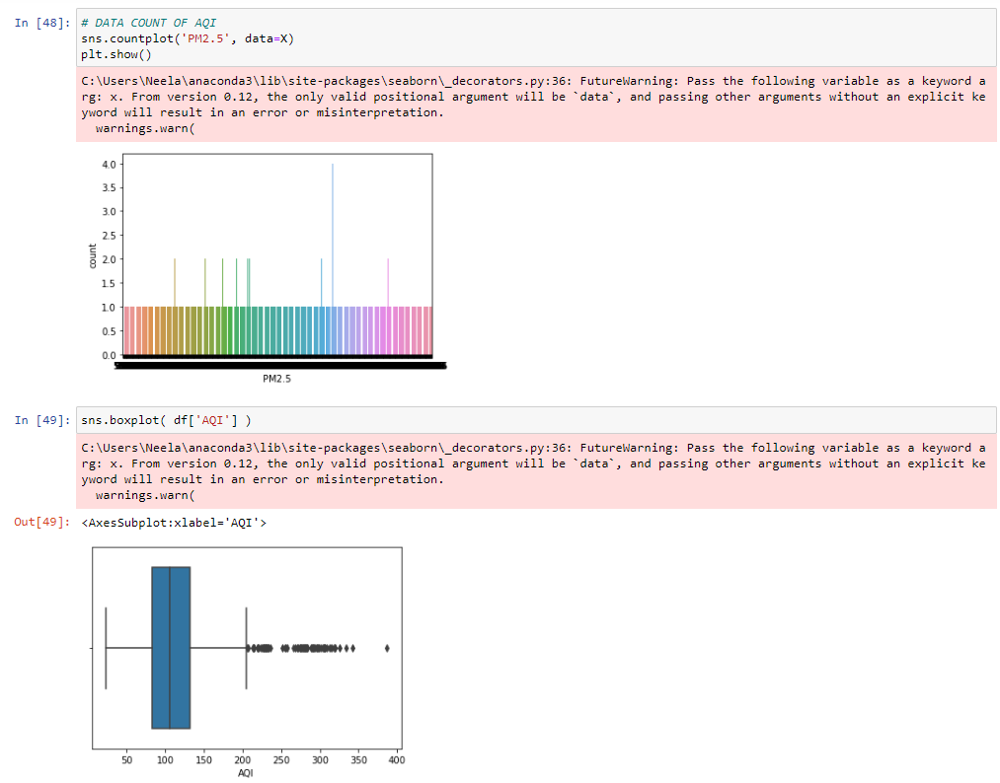 In [48]: # DATA COUNT OF AQI
sns.countplot('PM2.5', data=X)
plt.show()
C:\Users\Neela\anaconda3\lib\site-packages\seaborn\_decorators.py:36: FutureWarning: Pass the following variable as a keyword a
rg: x. From version 0.12, the only valid positional argument will be `data`, and passing other arguments without an explicit ke
yword will result in an error or misinterpretation.
warnings.warn(
4.0
3.5
3.0
2.5
2.0
1.5
1.0
0.5
0.0
count
PM2.5
In [49]: sns.boxplot( df['AQI'] )
C:\Users\Neela\anaconda3\lib\site-packages\seaborn\_decorators.py:36: FutureWarning: Pass the following variable as a keyword a
rg: x. From version 0.12, the only valid positional argument will be `data`, and passing other arguments without an explicit ke
yword will result in an error or misinterpretation.
warnings.warn(
Out[49]: <AxesSubplot:xlabel='AQI'>
50 100 150 200 250 300 350 400
AQI